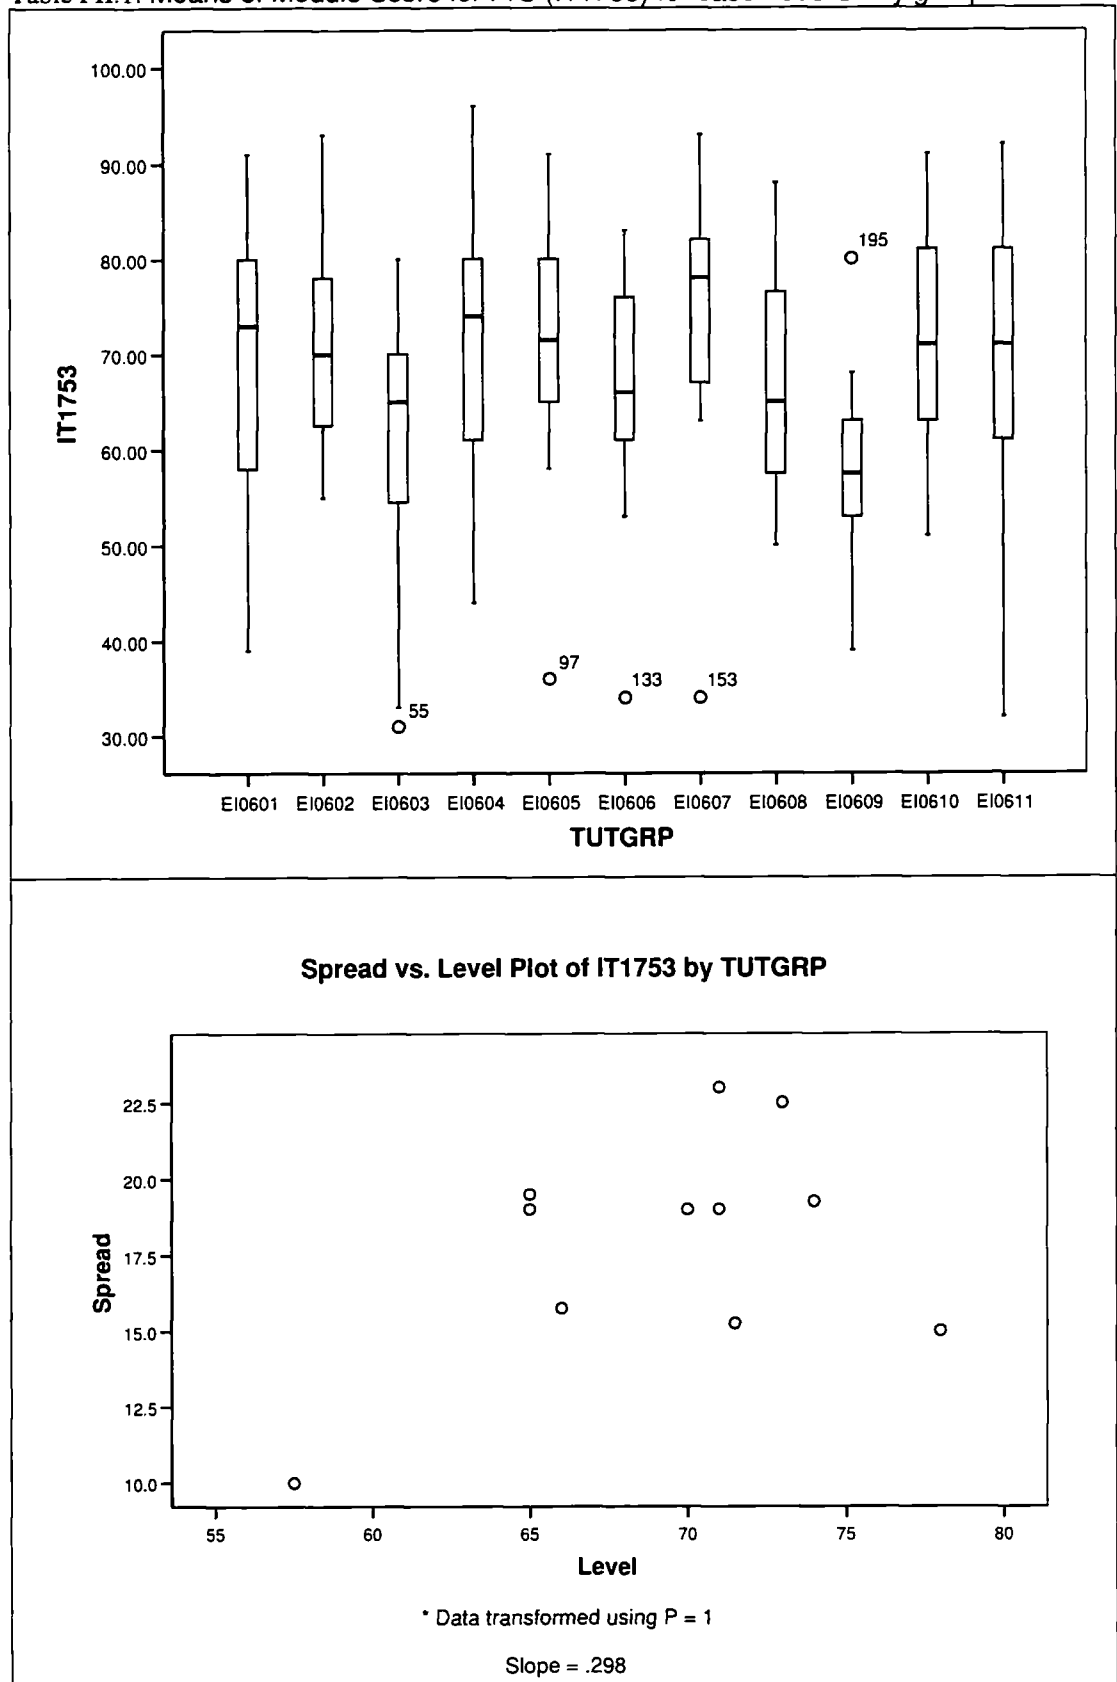 100.00
90.00
80.00
70.00
60.00
50.00
40.00
30.00
IT1753
195
97
133
153
55
EI0601 EI0602 EI0603 EI0604 EI0605 EI0606 EI0607 EI0608 EI0609 EI0610 EI0611
TUTGRP
Spread vs. Level Plot of IT1753 by TUTGRP
22.5
20.0
17.5
15.0
12.5
10.0
Spread
55 60 65 70 75 80
Level
* Data transformed using P = 1
Slope = .298